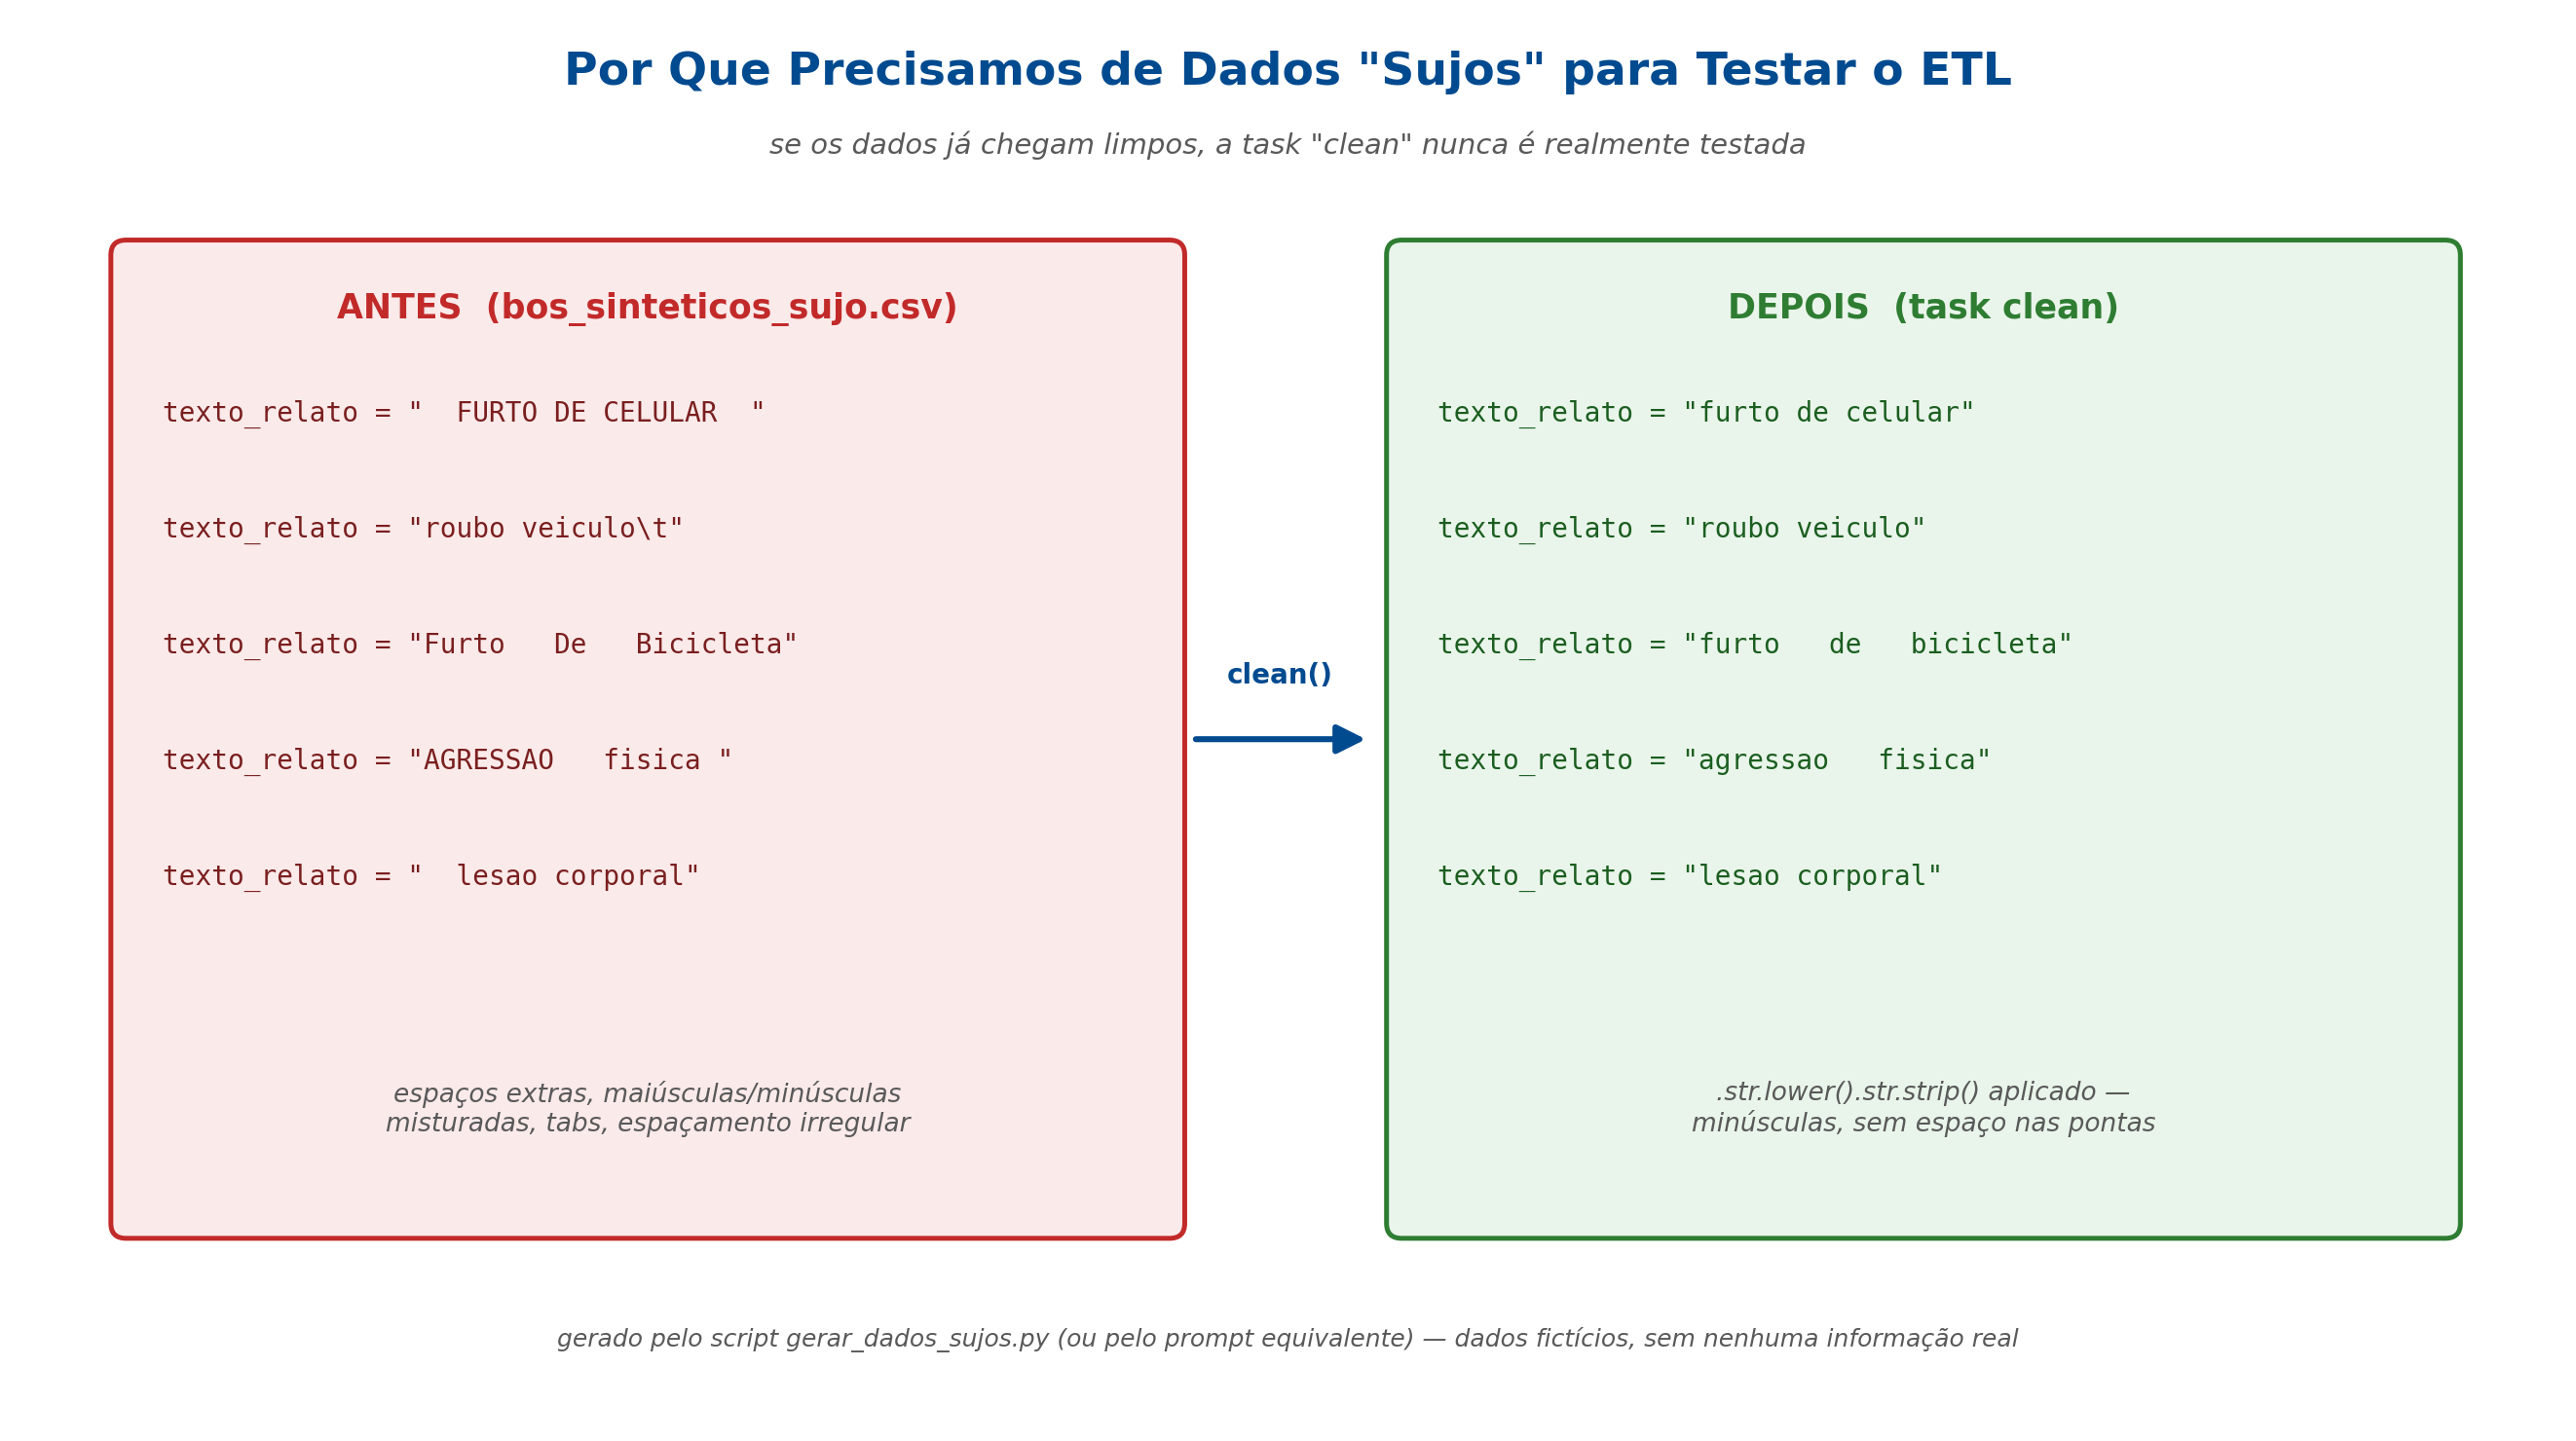 Por Que Precisamos de Dados "Sujos" para Testar o ETL
se os dados já chegam limpos, a task "clean" nunca é realmente testada
ANTES  (bos_sinteticos_sujo.csv)
texto_relato = "  FURTO DE CELULAR  "
texto_relato = "roubo veiculo\t"
texto_relato = "Furto   De   Bicicleta"
texto_relato = "AGRESSAO   fisica "
texto_relato = "  lesao corporal"
espaços extras, maiúsculas/minúsculas
misturadas, tabs, espaçamento irregular
clean()
DEPOIS  (task clean)
texto_relato = "furto de celular"
texto_relato = "roubo veiculo"
texto_relato = "furto   de   bicicleta"
texto_relato = "agressao   fisica"
texto_relato = "lesao corporal"
.str.lower().str.strip() aplicado —
minúsculas, sem espaço nas pontas
gerado pelo script gerar_dados_sujos.py (ou pelo prompt equivalente) — dados fictícios, sem nenhuma informação real